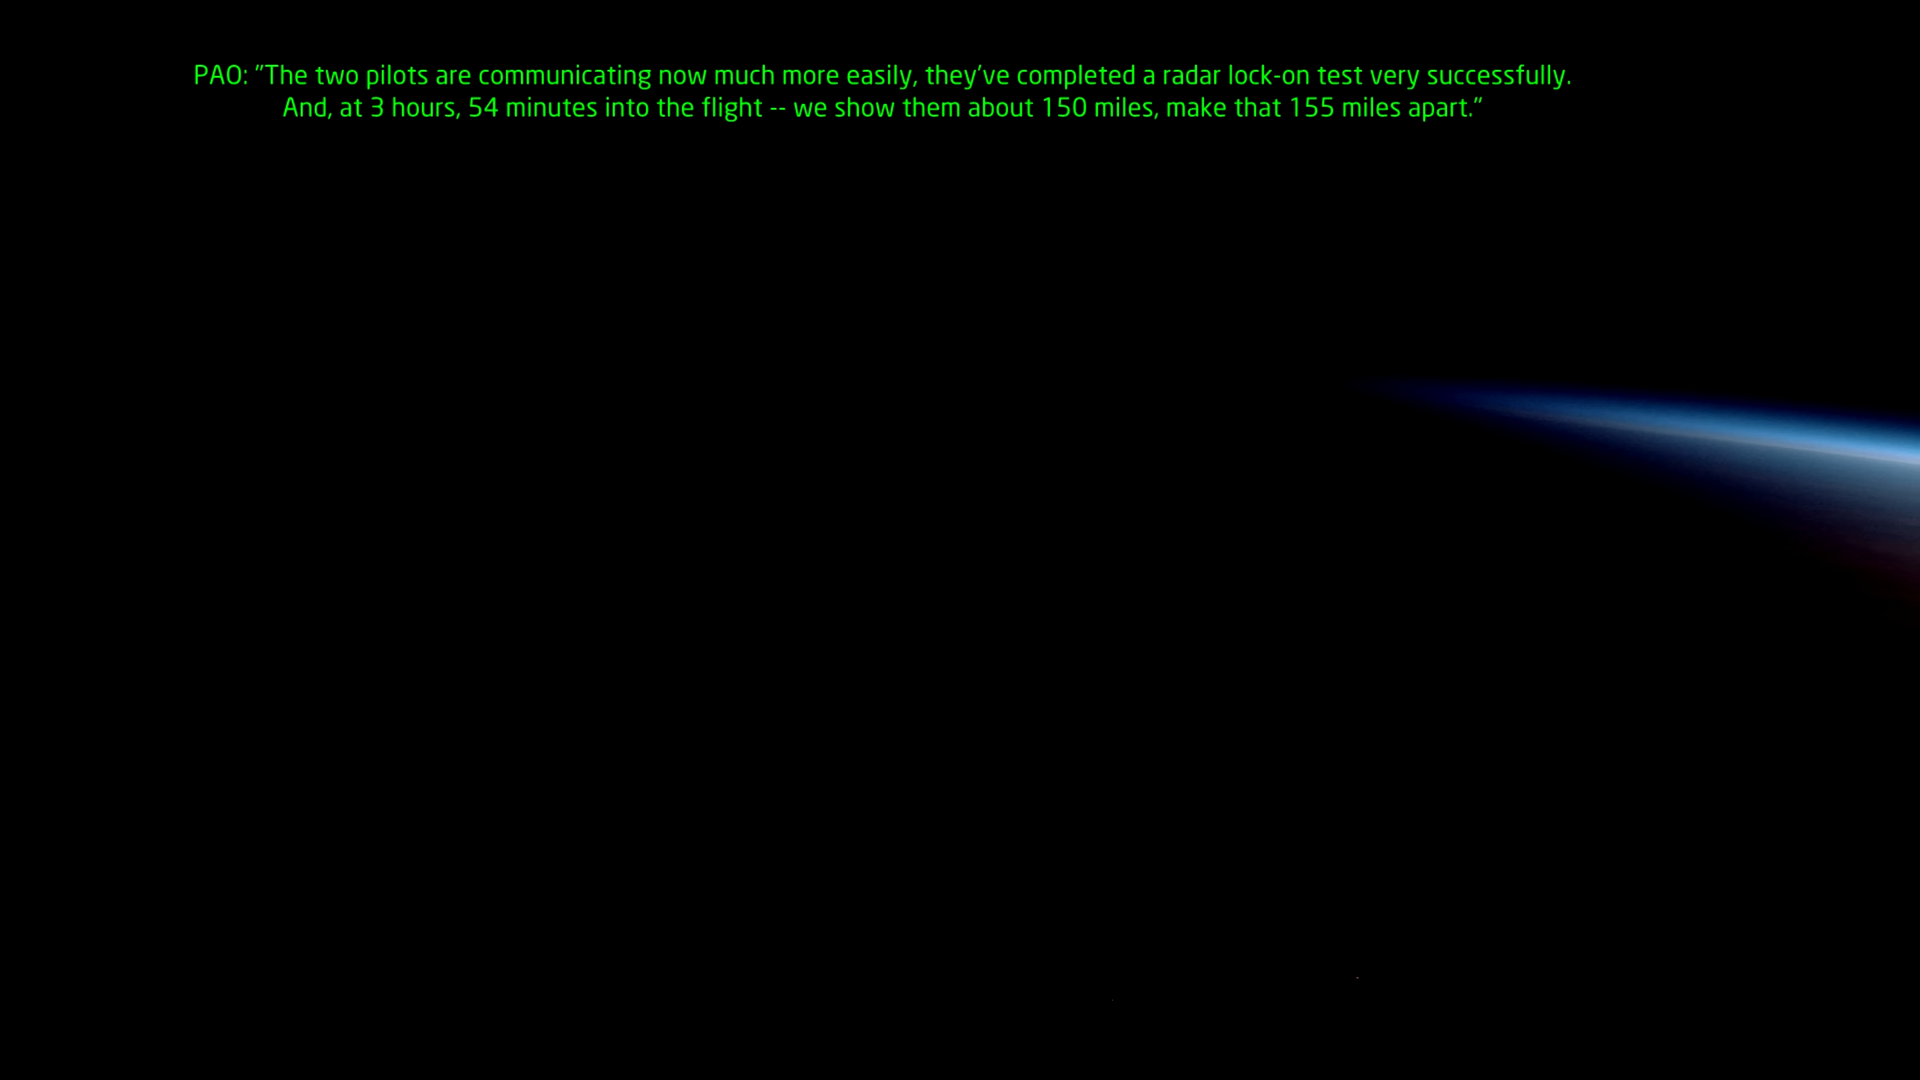 PAO: "The two pilots are communicating now much more easily, they've completed a radar lock-on test very successfully.
And, at 3 hours, 54 minutes into the flight -- we show them about 150 miles, make that 155 miles apart."